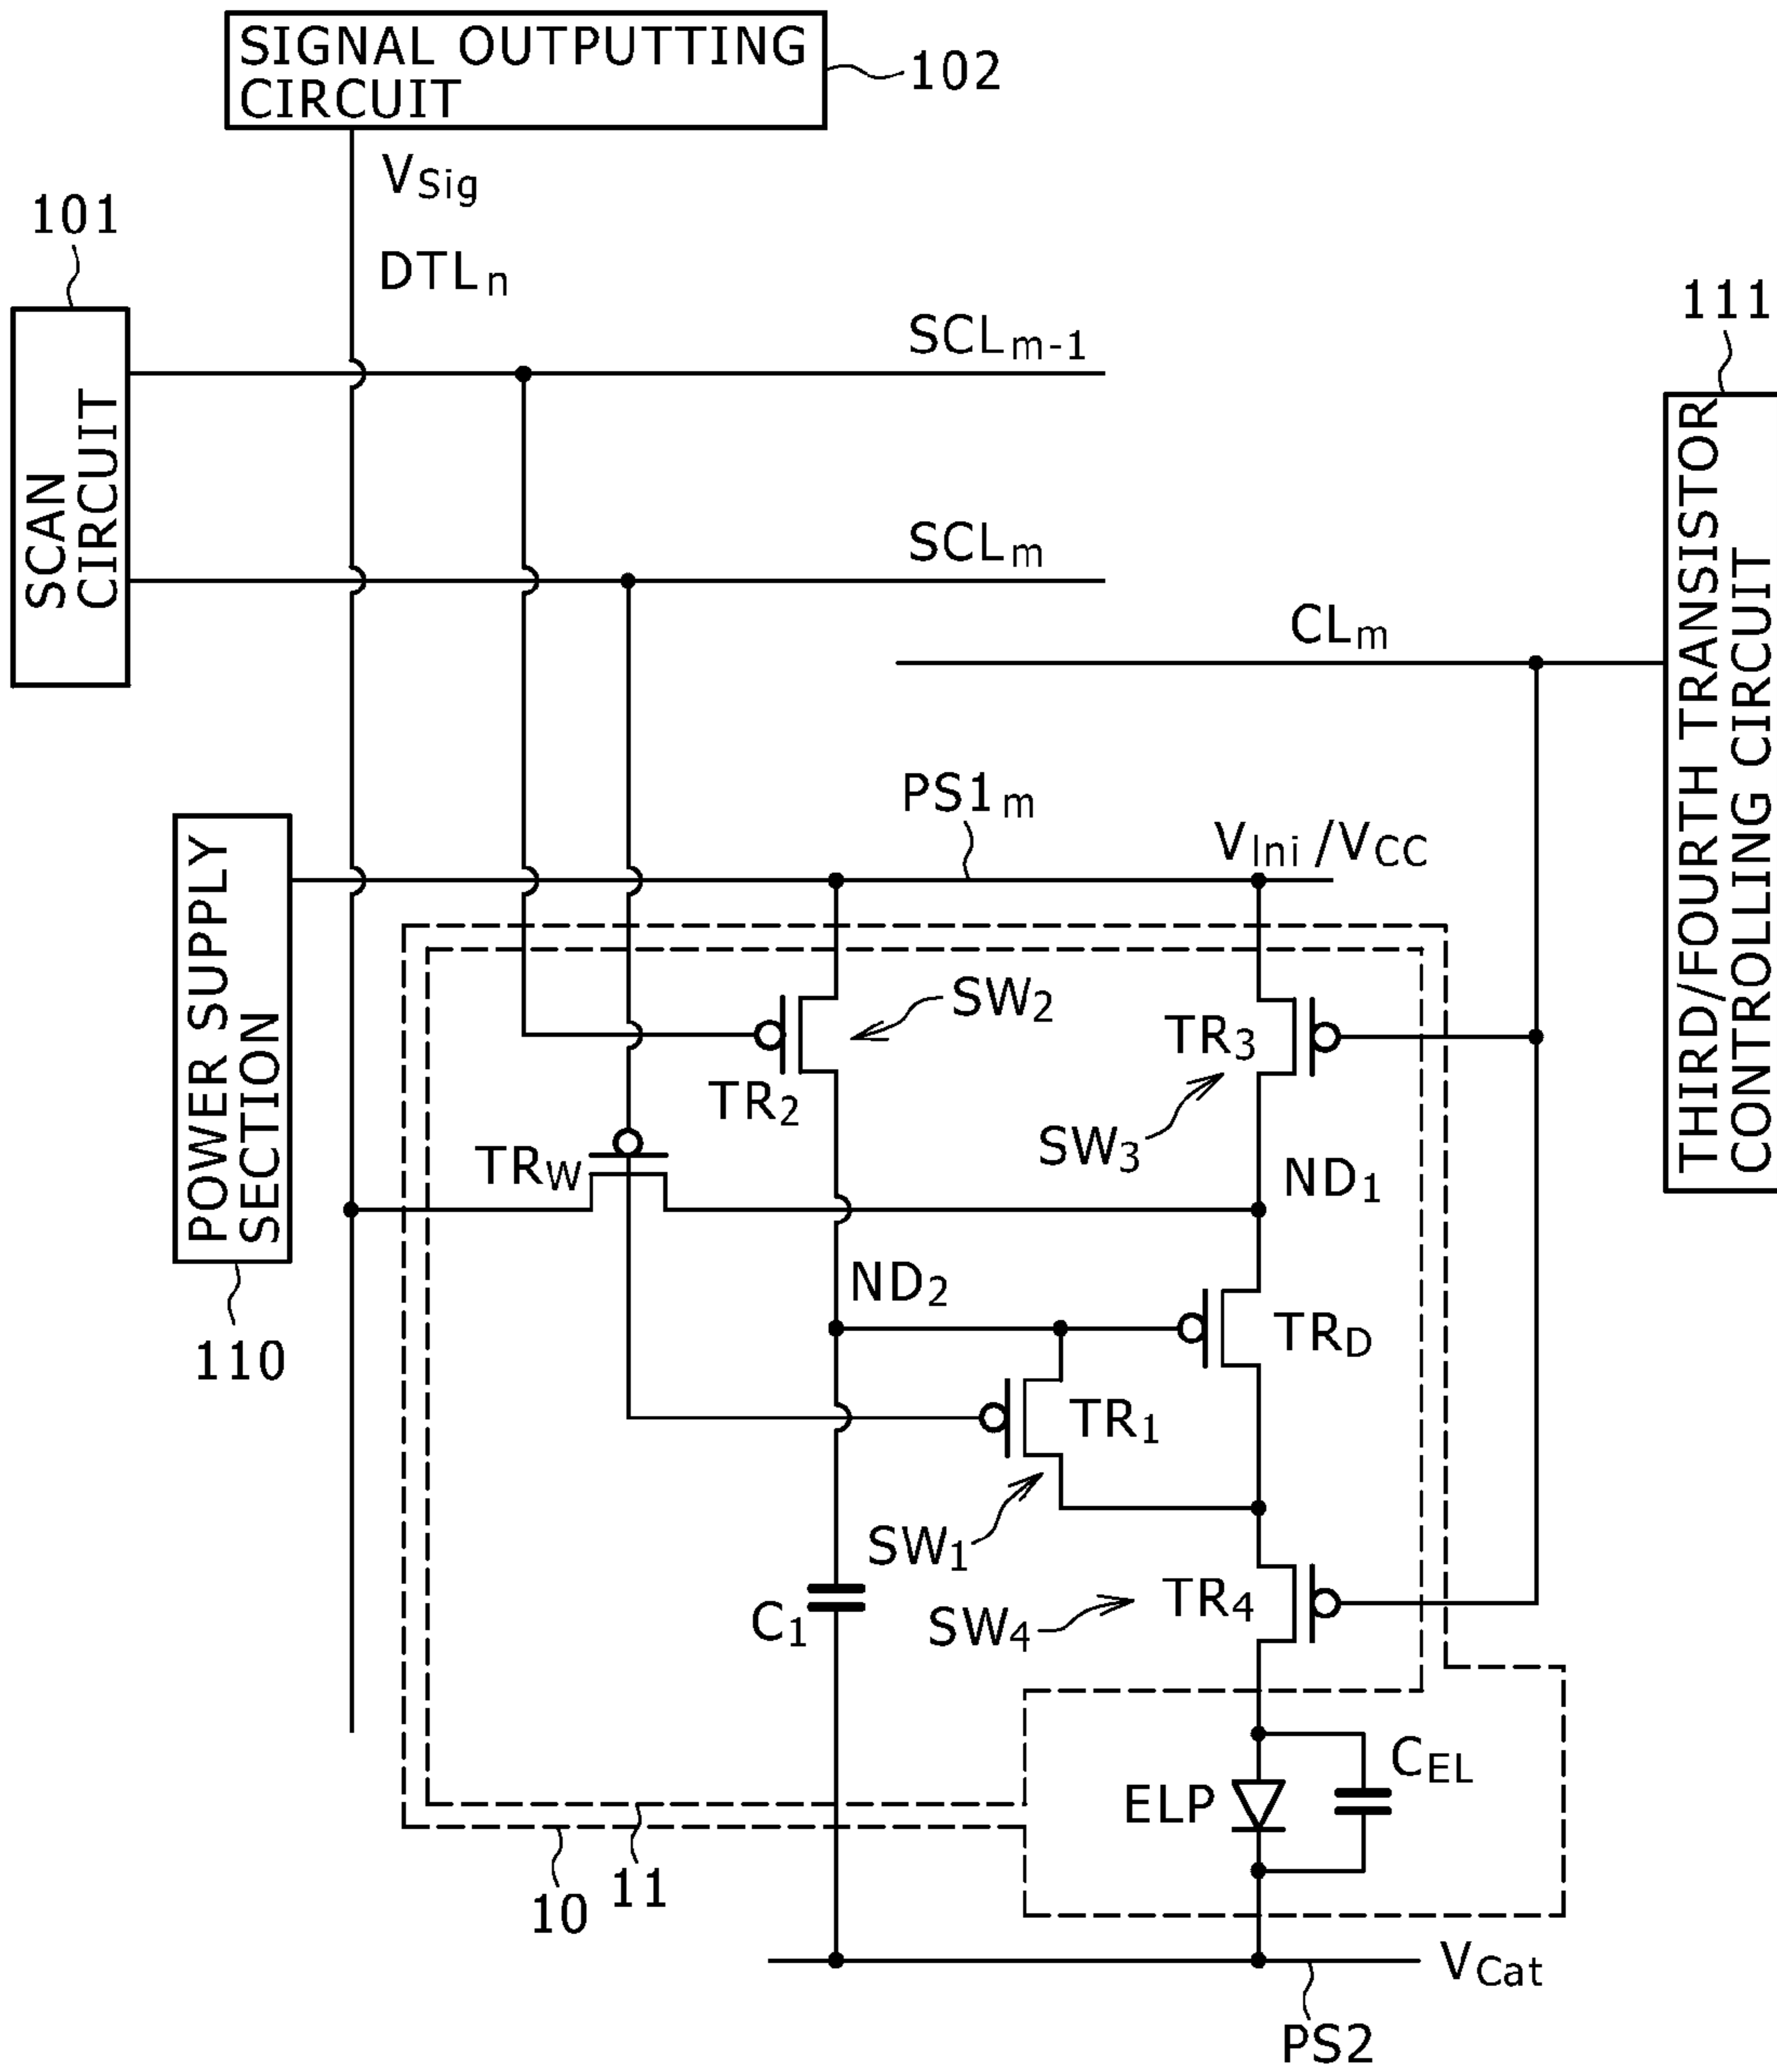 SIGNAL OUTPUTTING
CIRCUIT
102
VSig
101
DTLn
111
SCLm-1
SCAN
CIRCUIT
SCLm
CLm
THIRD/FOURTH TRANSISTOR
CONTROLLING CIRCUIT
PS1m
VIni/VCC
POWER SUPPLY
SECTION
SW2
TR3
TR2
SW3
TRW
ND1
ND2
TRD
110
TR1
SW1
TR4
C1
SW4
CEL
ELP
11
10
VCat
PS2